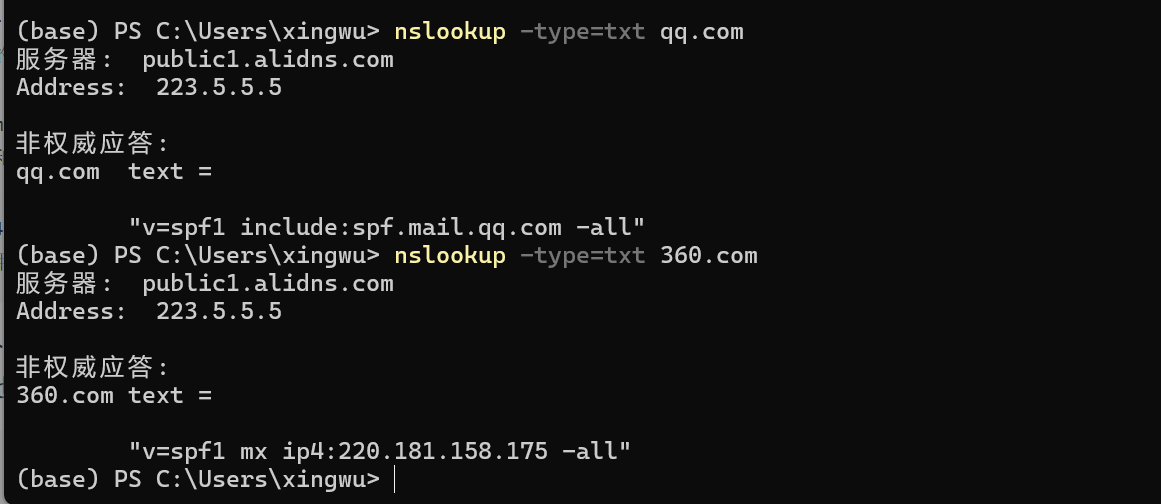 (base) PS C:\Users\xingwu> nslookup -type=txt qq.com
服务器:  public1.alidns.com
Address:  223.5.5.5
非权威应答:
qq.com  text =
"v=spf1 include:spf.mail.qq.com -all"
(base) PS C:\Users\xingwu> nslookup -type=txt 360.com
服务器:  public1.alidns.com
Address:  223.5.5.5
非权威应答:
360.com text =
"v=spf1 mx ip4:220.181.158.175 -all"
(base) PS C:\Users\xingwu>